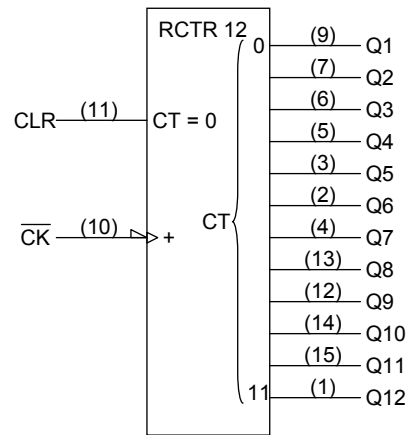 RCTR 12
0 (9) Q1
(7) Q2
(6) Q3
CLR (11) CT = 0
(5) Q4
(3) Q5
(2) Q6
CT
C̅K̅ (10) +
(4) Q7
(13) Q8
(12) Q9
(14) Q10
(15) Q11
11 (1) Q12